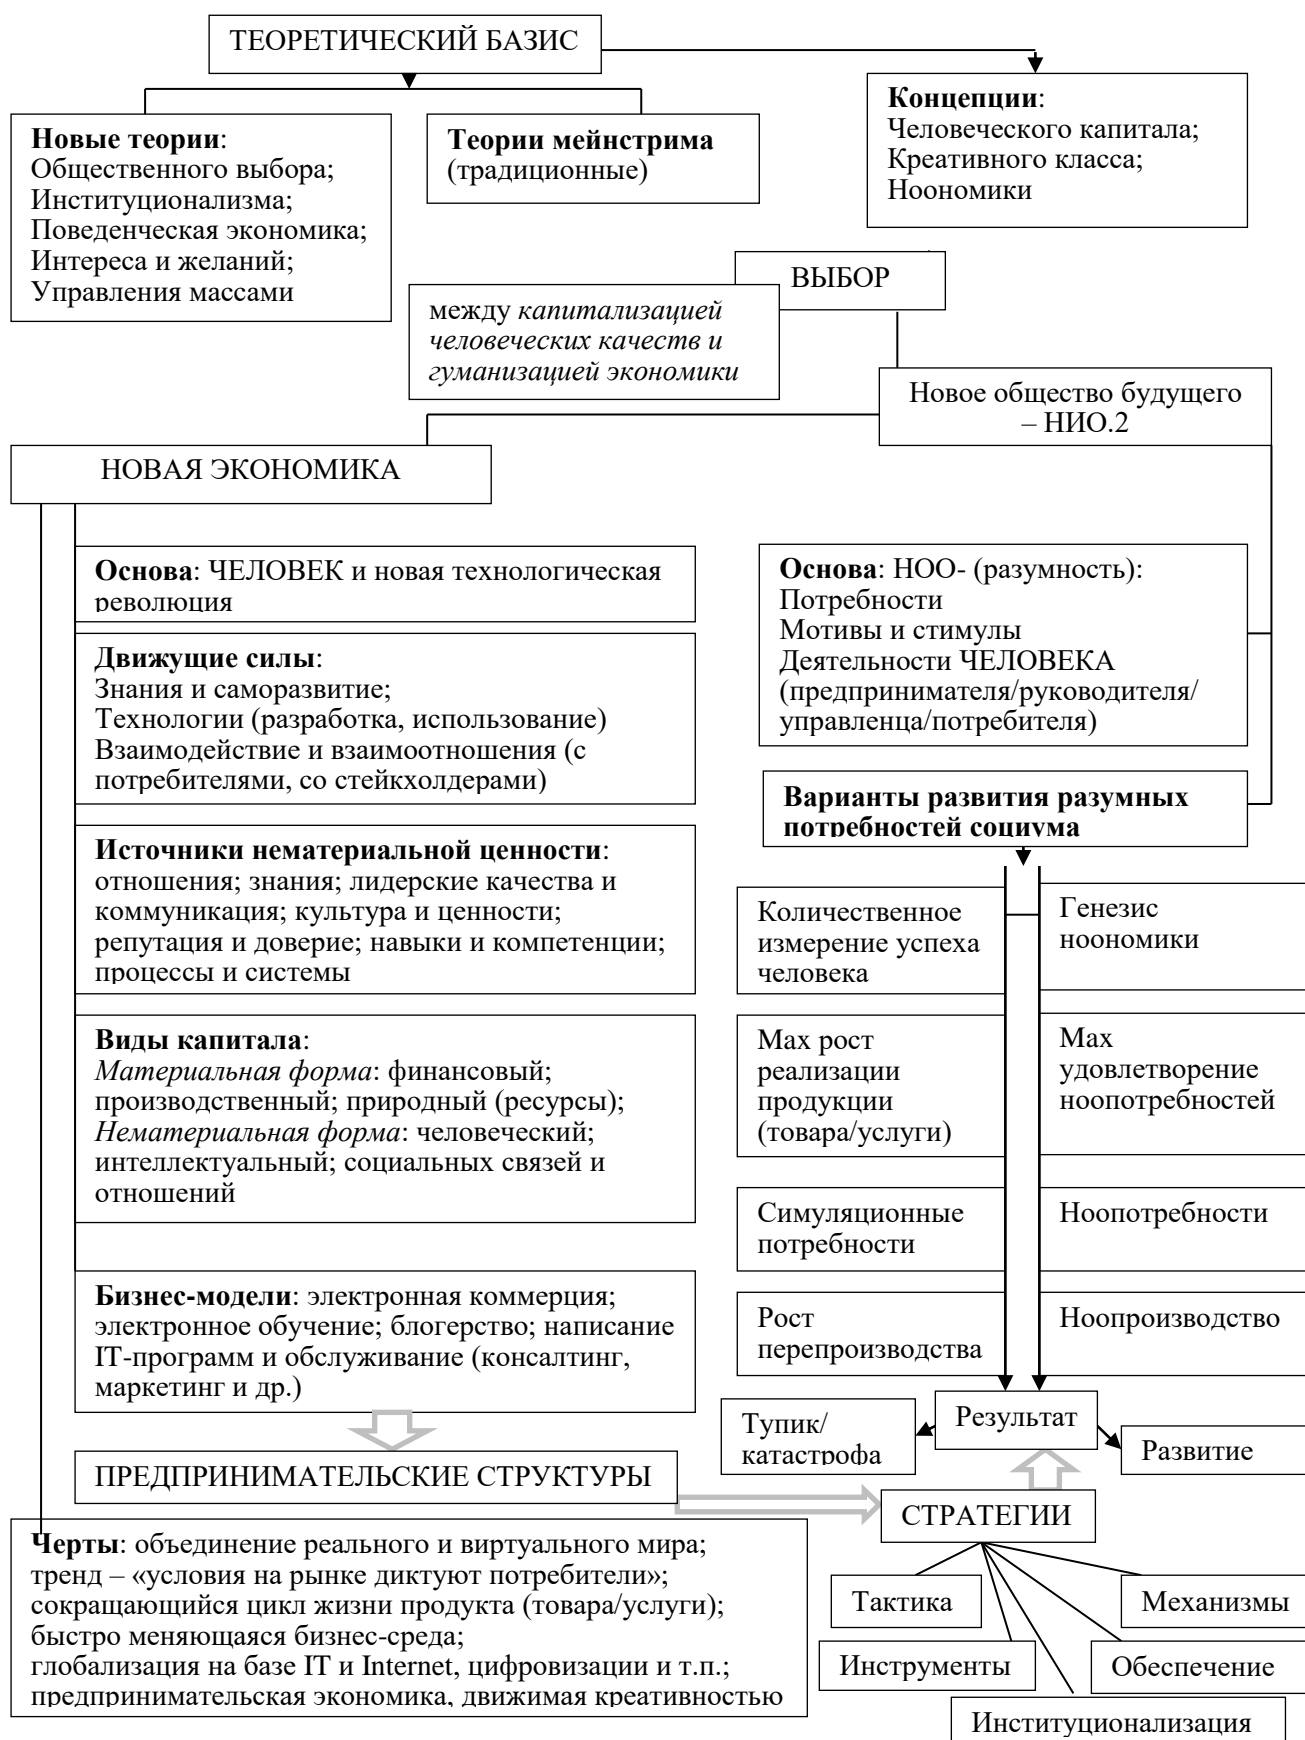 ТЕОРЕТИЧЕСКИЙ БАЗИС
Новые теории:
Общественного выбора;
Институционализма;
Поведенческая экономика;
Интереса и желаний;
Управления массами
Теории мейнстрима
(традиционные)
Концепции:
Человеческого капитала;
Креативного класса;
Ноономики
ВЫБОР
между капитализацией
человеческих качеств и
гуманизацией экономики
Новое общество будущего
– НИО.2
НОВАЯ ЭКОНОМИКА
Основа: ЧЕЛОВЕК и новая технологическая
революция
Движущие силы:
Знания и саморазвитие;
Технологии (разработка, использование)
Взаимодействие и взаимоотношения (с
потребителями, со стейкхолдерами)
Источники нематериальной ценности:
отношения; знания; лидерские качества и
коммуникация; культура и ценности;
репутация и доверие; навыки и компетенции;
процессы и системы
Виды капитала:
Материальная форма: финансовый;
производственный; природный (ресурсы);
Нематериальная форма: человеческий;
интеллектуальный; социальных связей и
отношений
Бизнес-модели: электронная коммерция;
электронное обучение; блогерство; написание
IT-программ и обслуживание (консалтинг,
маркетинг и др.)
ПРЕДПРИНИМАТЕЛЬСКИЕ СТРУКТУРЫ
Черты: объединение реального и виртуального мира;
тренд – «условия на рынке диктуют потребители»;
сокращающийся цикл жизни продукта (товара/услуги);
быстро меняющаяся бизнес-среда;
глобализация на базе IT и Internet, цифровизации и т.п.;
предпринимательская экономика, движимая креативностью
Основа: НОО- (разумность):
Потребности
Мотивы и стимулы
Деятельности ЧЕЛОВЕКА
(предпринимателя/руководителя/
управленца/потребителя)
Варианты развития разумных
потребностей социума
Количественное
измерение успеха
человека
Генезис
ноономики
Мах рост
реализации
продукции
(товара/услуги)
Мах
удовлетворение
ноопотребностей
Симуляционные
потребности
Ноопотребности
Рост
перепроизводства
Ноопроизводство
Тупик/
катастрофа
Результат
Развитие
СТРАТЕГИИ
Тактика
Механизмы
Инструменты
Обеспечение
Институционализация